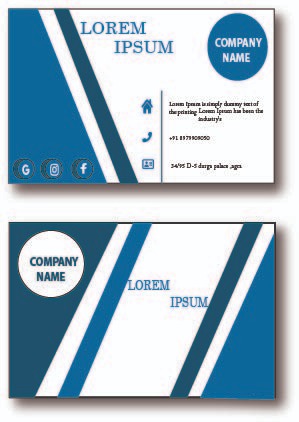 LOREM
IPSUM
COMPANY
NAME
Lorem Ipsum is simply dummy text of
the printing Lorem Ipsum has been the
industry's
+91 8979909050
34/95 D-5 durga palace ,agra
G
f
COMPANY
NAME
LOREM
IPSUM